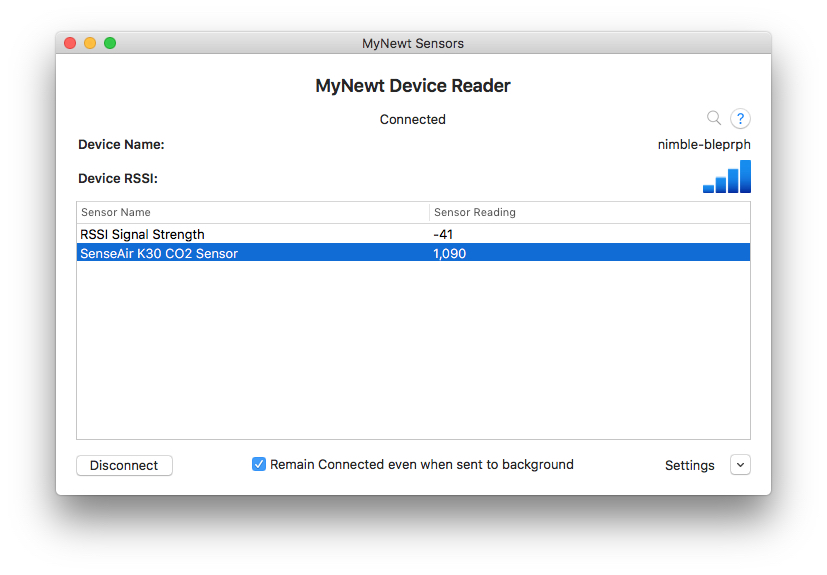 MyNewt Sensors
MyNewt Device Reader
Connected
?
Device Name: nimble-bleprph
Device RSSI:
Sensor Name Sensor Reading
RSSI Signal Strength -41
SenseAir K30 CO2 Sensor 1,090
Disconnect Remain Connected even when sent to background Settings